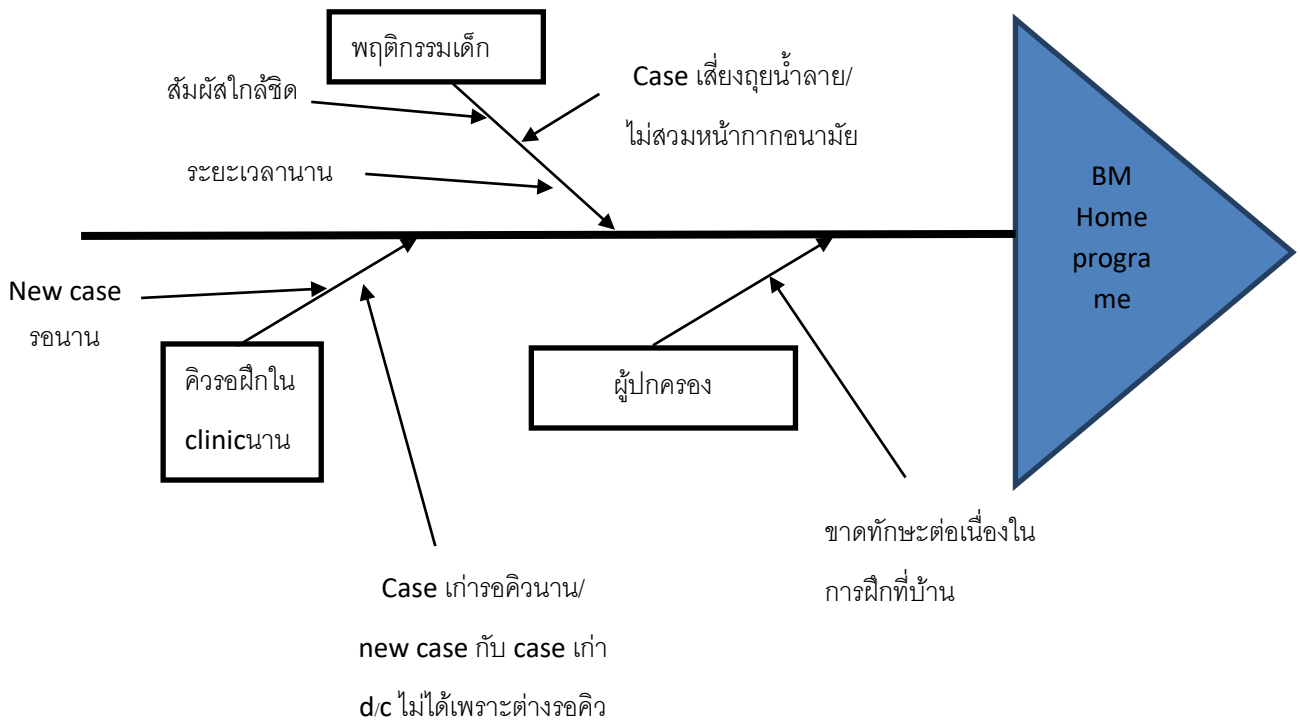 พฤติกรรมเด็ก
สัมผัสใกล้ชิด
Case เสี่ยงถุยน้ำลาย/
ไม่สวมหน้ากากอนามัย
ระยะเวลานาน
BM
Home
progra
me
New case
รอนาน
คิวรอฝึกใน
clinicนาน
ผู้ปกครอง
ขาดทักษะต่อเนื่องใน
การฝึกที่บ้าน
Case เก่ารอคิวนาน/
new case กับ case เก่า
d/c ไม่ได้เพราะต่างรอคิว